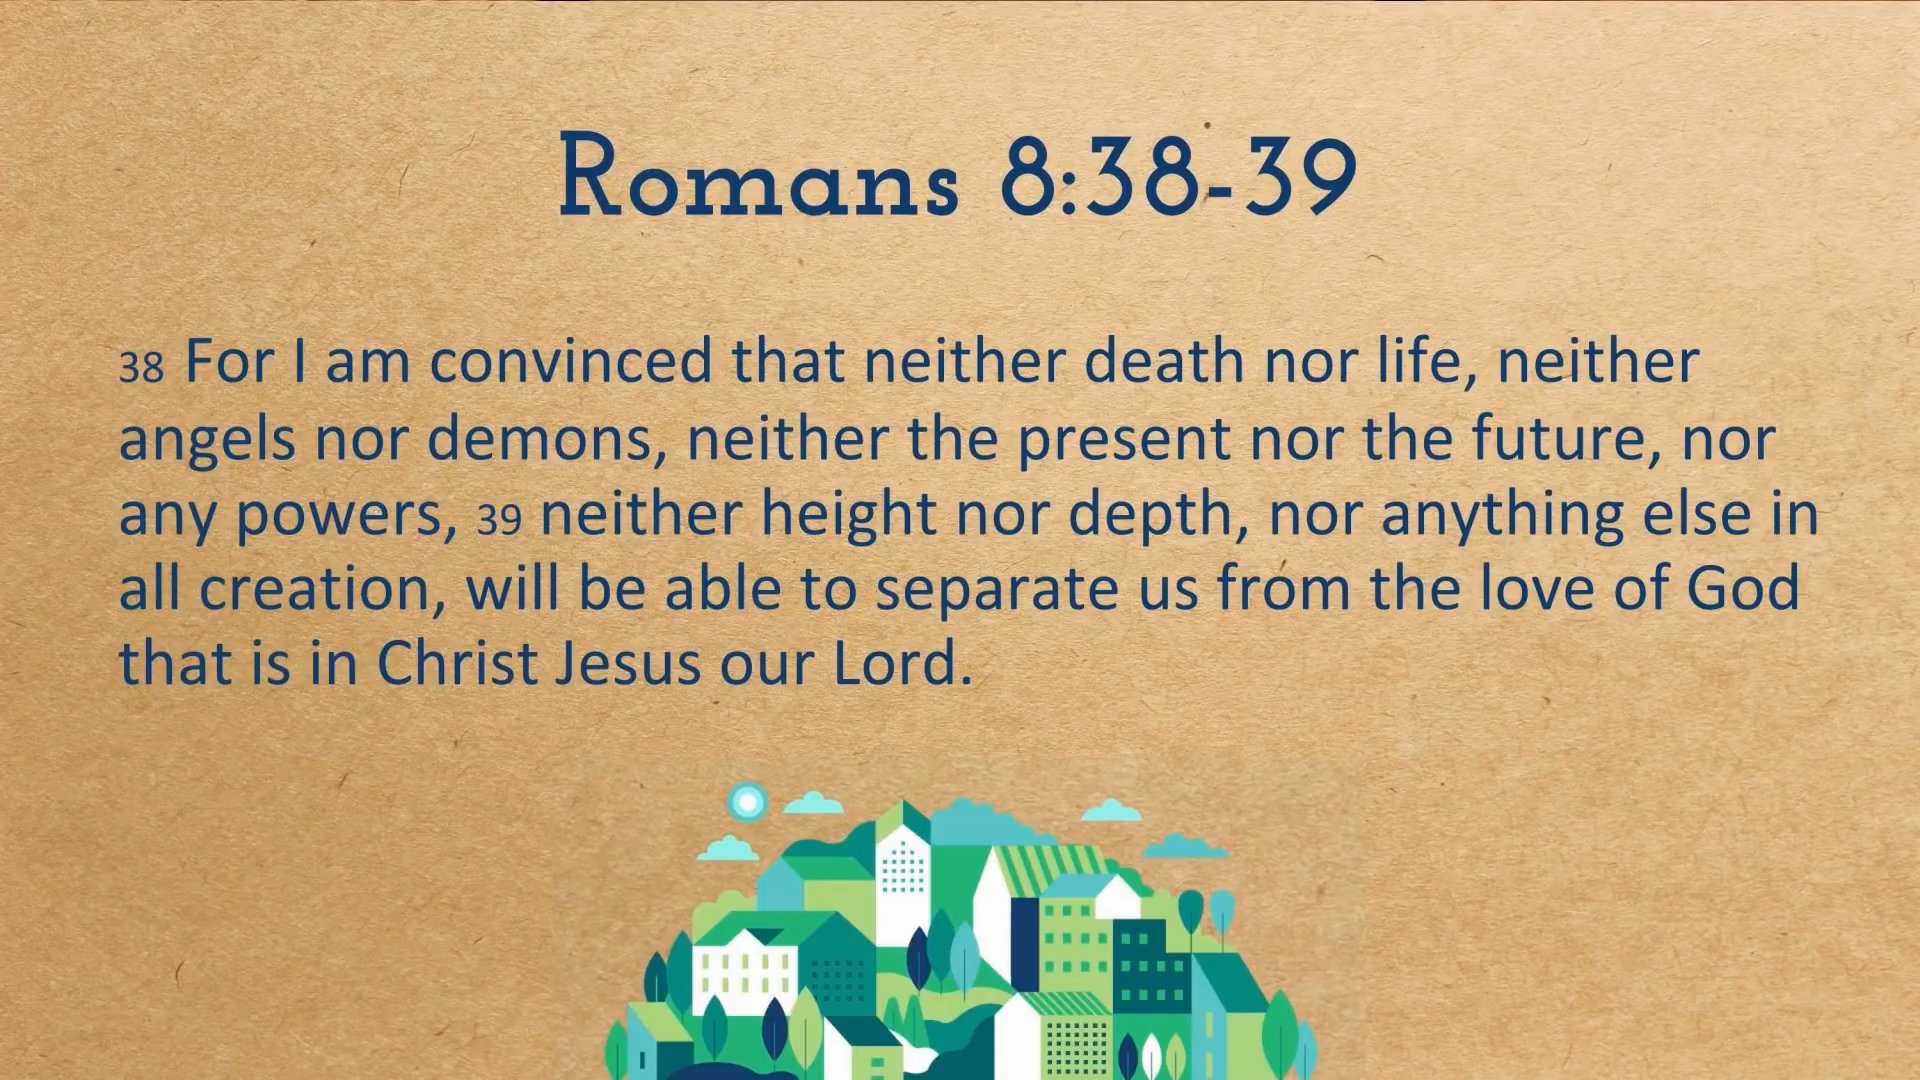 Romans 8:38-39
38 For I am convinced that neither death nor life, neither
angels nor demons, neither the present nor the future, nor
any powers, 39 neither height nor depth, nor anything else in
all creation, will be able to separate us from the love of God
that is in Christ Jesus our Lord.